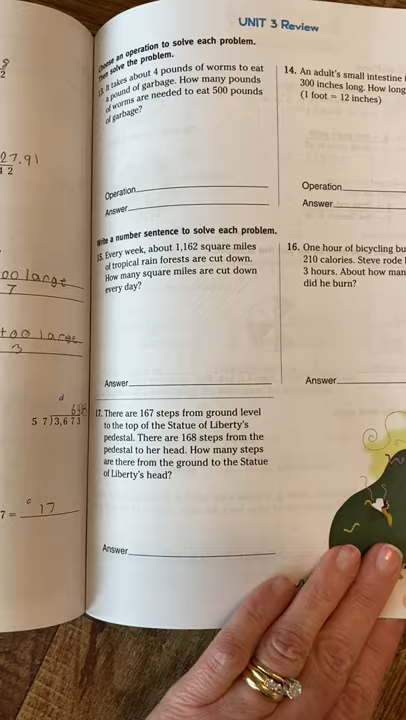 UNIT 3 Review
Choose an operation to solve each problem.
Then solve the problem.
13. It takes about 4 pounds of worms to eat
a pound of garbage. How many pounds
of worms are needed to eat 500 pounds
of garbage?
Operation
Answer
14. An adult's small intestine
300 inches long. How long
(1 foot = 12 inches)
Operation
Answer
Write a number sentence to solve each problem.
15. Every week, about 1,162 square miles
of tropical rain forests are cut down.
How many square miles are cut down
every day?
Answer
16. One hour of bicycling bu
210 calories. Steve rode
3 hours. About how man
did he burn?
Answer
17. There are 167 steps from ground level
to the top of the Statue of Liberty's
pedestal. There are 168 steps from the
pedestal to her head. How many steps
are there from the ground to the Statue
of Liberty's head?
Answer
8
2
27.91
42
too large
7
too large
3
d
57)3,673
c
7 = 17